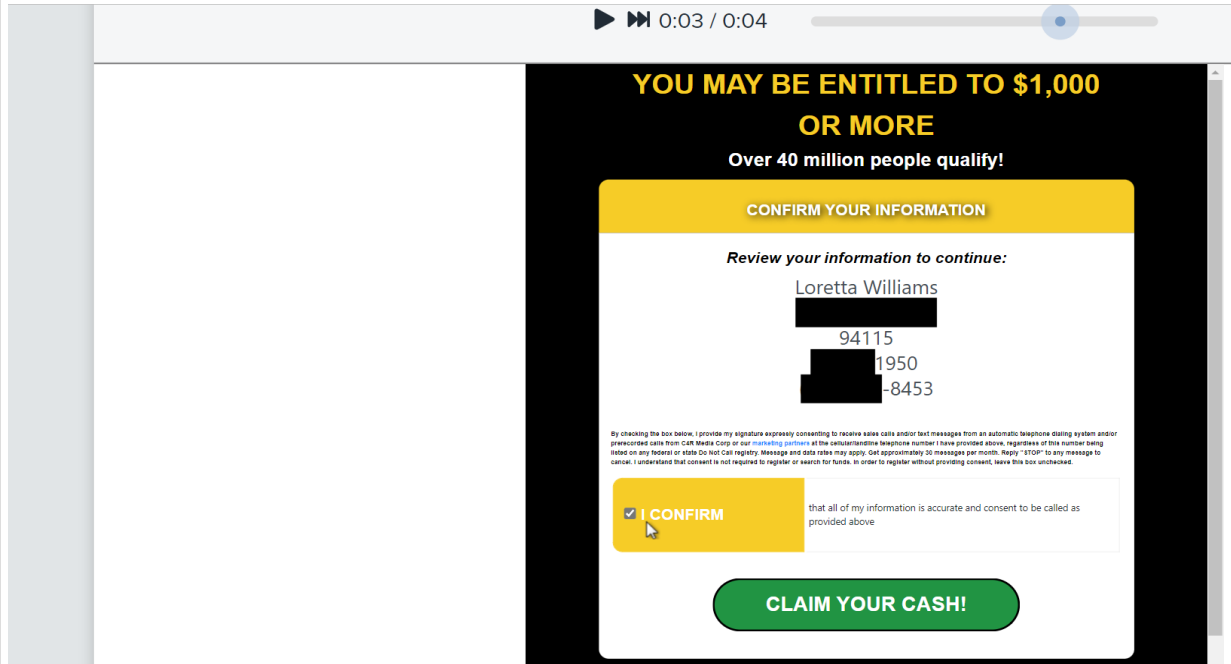 0:03 / 0:04
YOU MAY BE ENTITLED TO $1,000
OR MORE
Over 40 million people qualify!
CONFIRM YOUR INFORMATION
Review your information to continue:
Loretta Williams
94115
1950
-8453
By checking the box below, I provide my signature expressly consenting to receive sales calls and/or text messages from an automatic telephone dialing system and/or
prerecorded calls from C4R Media Corp or our marketing partners at the cellular/landline telephone number I have provided above, regardless of this number being
listed on any federal or state Do Not Call registry. Message and data rates may apply. Get approximately 30 messages per month. Reply "STOP" to any message to
cancel. I understand that consent is not required to register or search for funds. In order to register without providing consent, leave this box unchecked.
I CONFIRM
that all of my information is accurate and consent to be called as
provided above
CLAIM YOUR CASH!